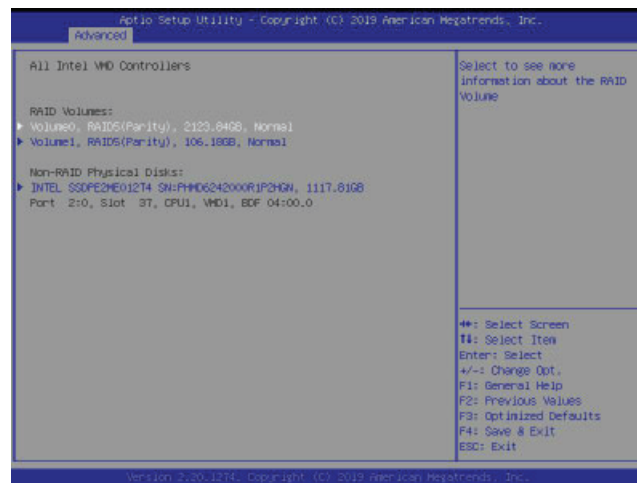 Aptio Setup Utility - Copyright (C) 2019 American Megatrends, Inc.
Advanced
All Intel VMD Controllers
Select to see more
information about the RAID
Volume
RAID Volumes:
Volume0, RAID5(Parity), 2123.84GB, Normal
Volume1, RAID5(Parity), 106.18GB, Normal
Non-RAID Physical Disks:
INTEL SSDPE2ME012T4 SN:PHMD6242000R1P2HGN, 1117.81GB
Port 2:0, Slot 37, CPU1, VMD1, BDF 04:00.0
→←: Select Screen
↑↓: Select Item
Enter: Select
+/-: Change Opt.
F1: General Help
F2: Previous Values
F3: Optimized Defaults
F4: Save & Exit
ESC: Exit
Version 2.20.1274. Copyright (C) 2019 American Megatrends, Inc.